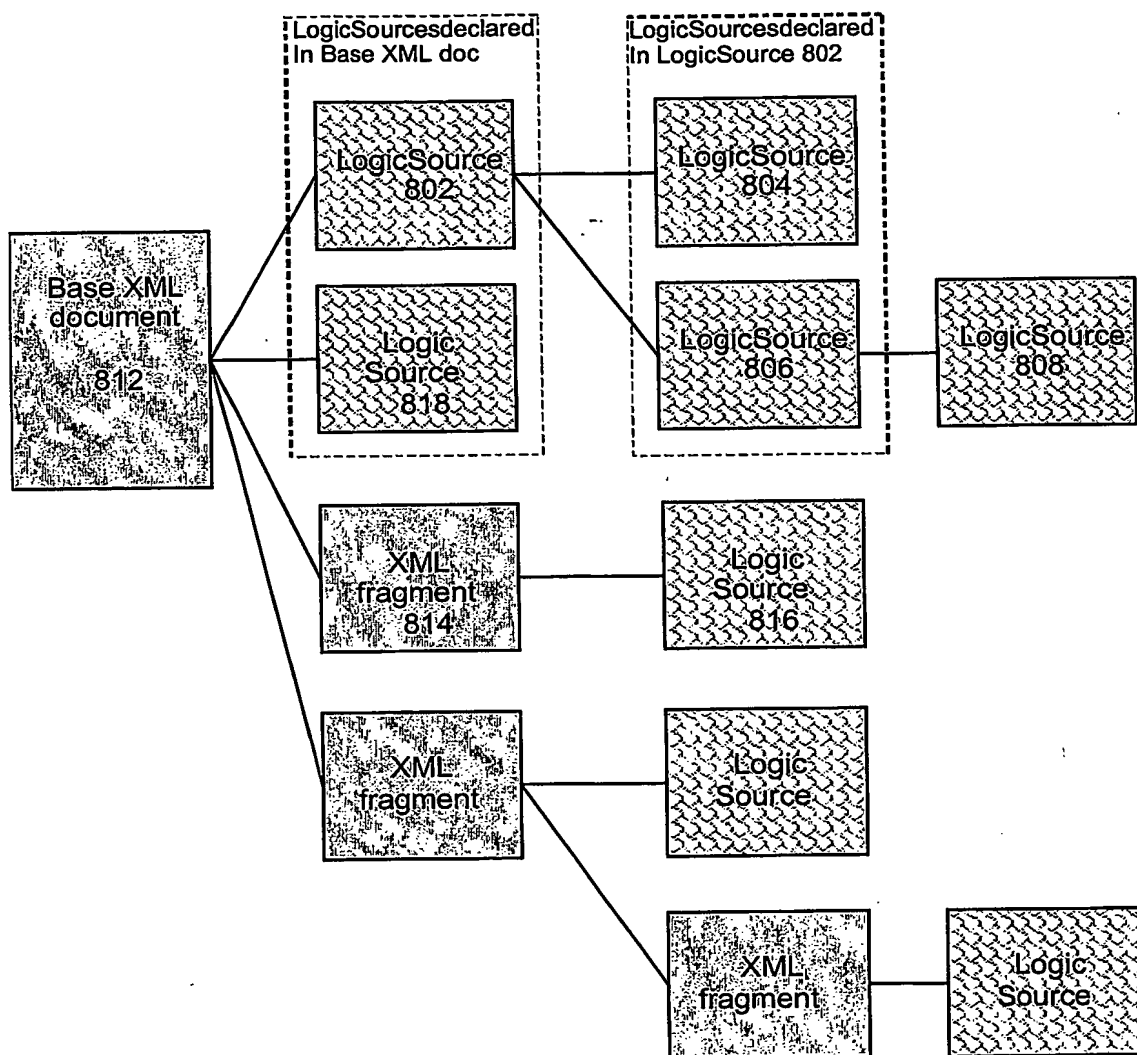 LogicSourcesdeclared
In Base XML doc
LogicSourcesdeclared
In LogicSource 802
LogicSource
802
LogicSource
804
Base XML
document
812
Logic
Source
818
LogicSource
806
LogicSource
808
XML
fragment
814
Logic
Source
816
XML
fragment
Logic
Source
XML
fragment
Logic
Source